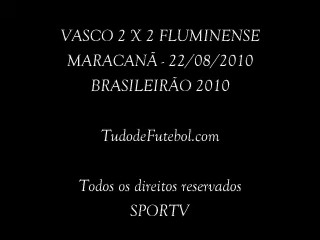 VASCO 2 X 2 FLUMINENSE
MARACANÃ - 22/08/2010
BRASILEIRÃO 2010
TudodeFutebol.com
Todos os direitos reservados
SPORTV